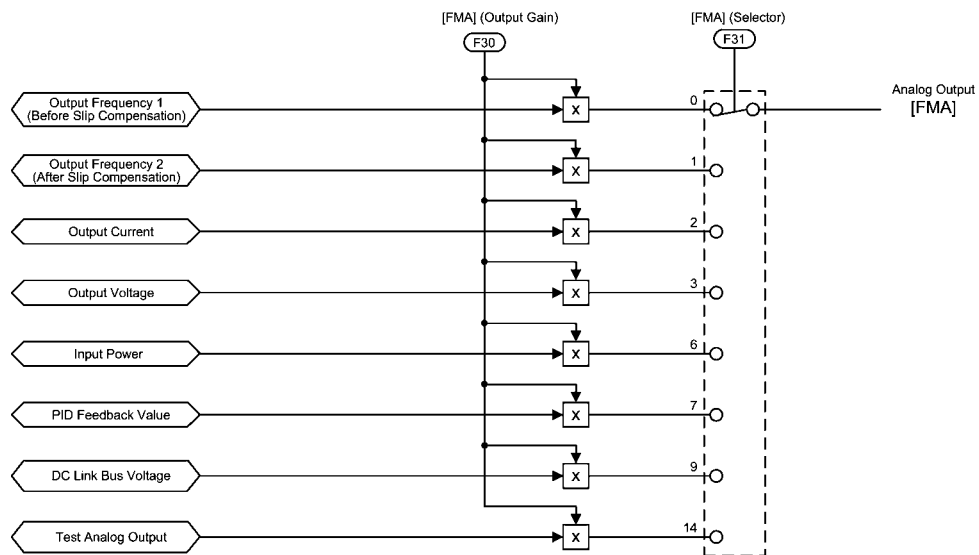 [FMA] (Output Gain)
[FMA] (Selector)
F30
F31
Output Frequency 1
(Before Slip Compensation)
X
0
Analog Output
[FMA]
Output Frequency 2
(After Slip Compensation)
X
1
Output Current
X
2
Output Voltage
X
3
Input Power
X
6
PID Feedback Value
X
7
DC Link Bus Voltage
X
9
Test Analog Output
X
14